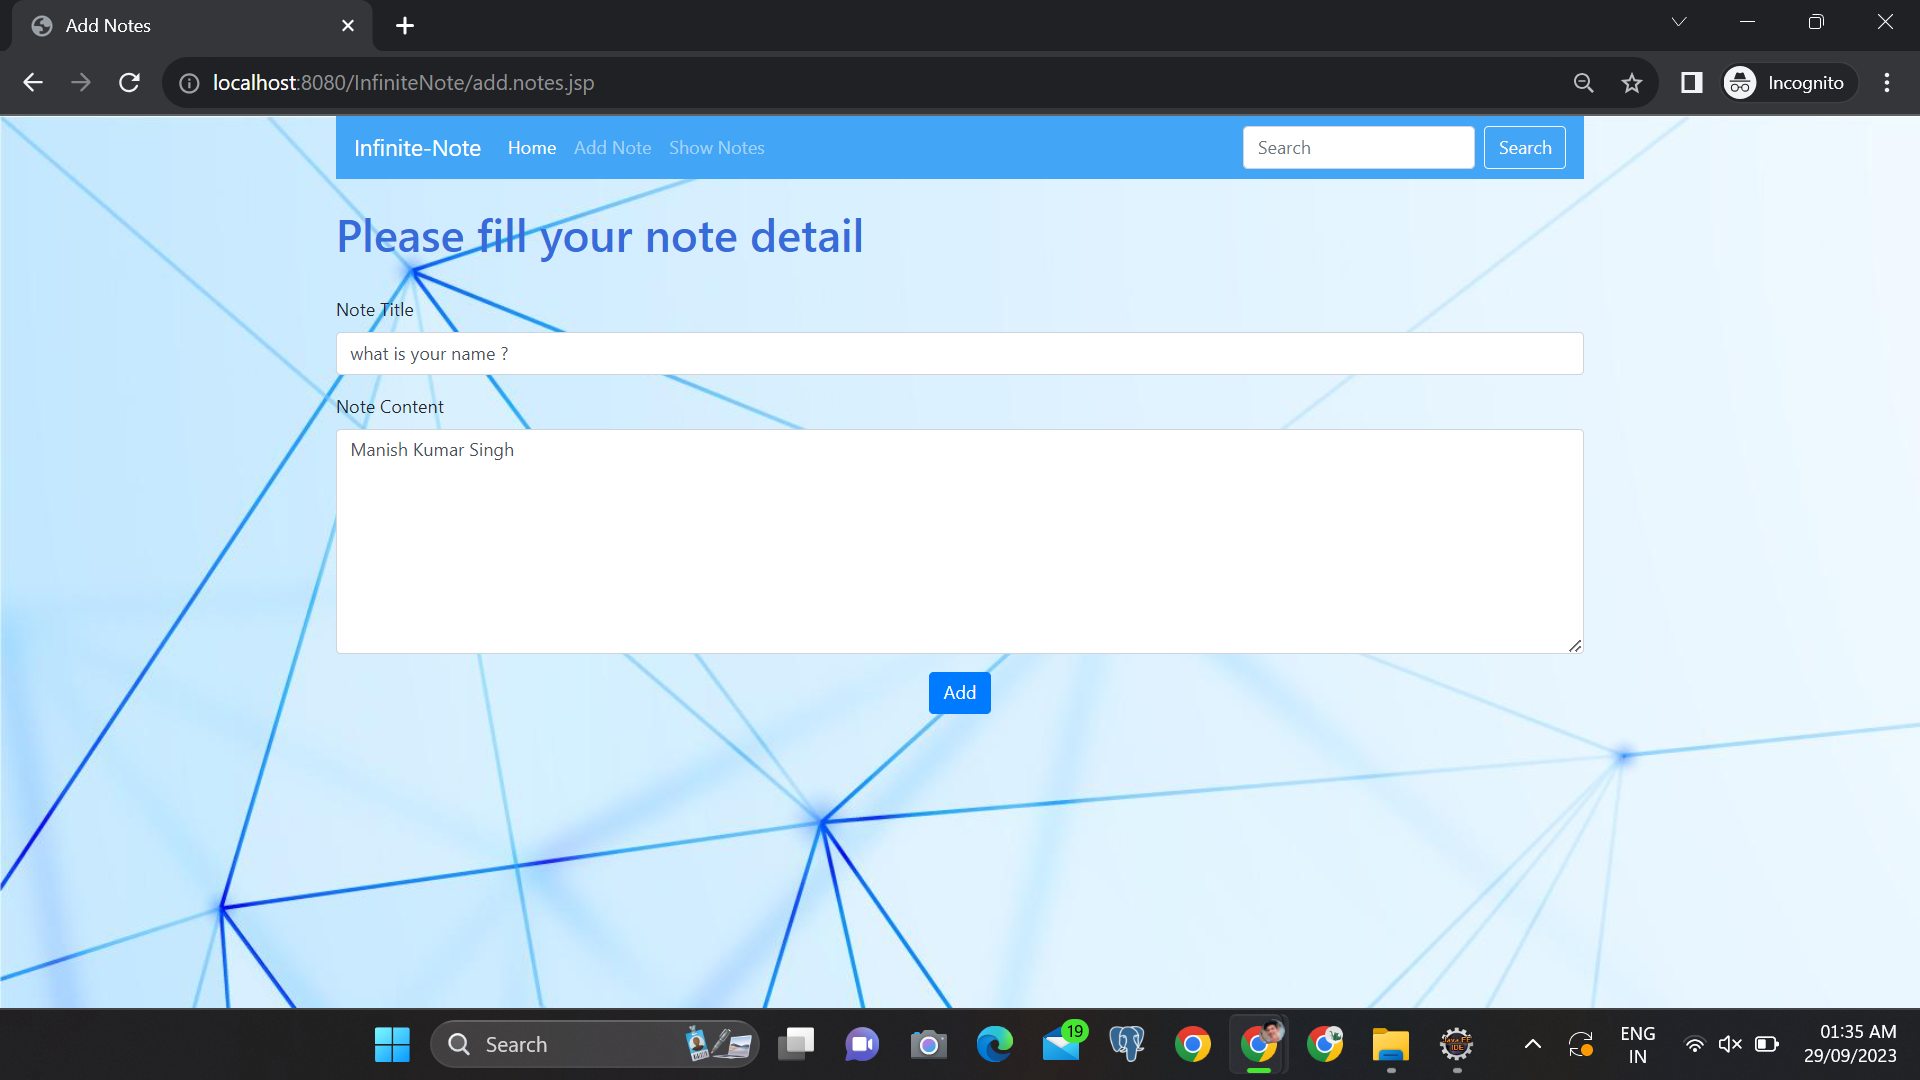 Add Notes
localhost:8080/InfiniteNote/add.notes.jsp
Incognito
Infinite-Note Home Add Note Show Notes Search Search
Please fill your note detail
Note Title
what is your name ?
Note Content
Manish Kumar Singh
Add
Search
19
ENG
IN
01:35 AM
29/09/2023